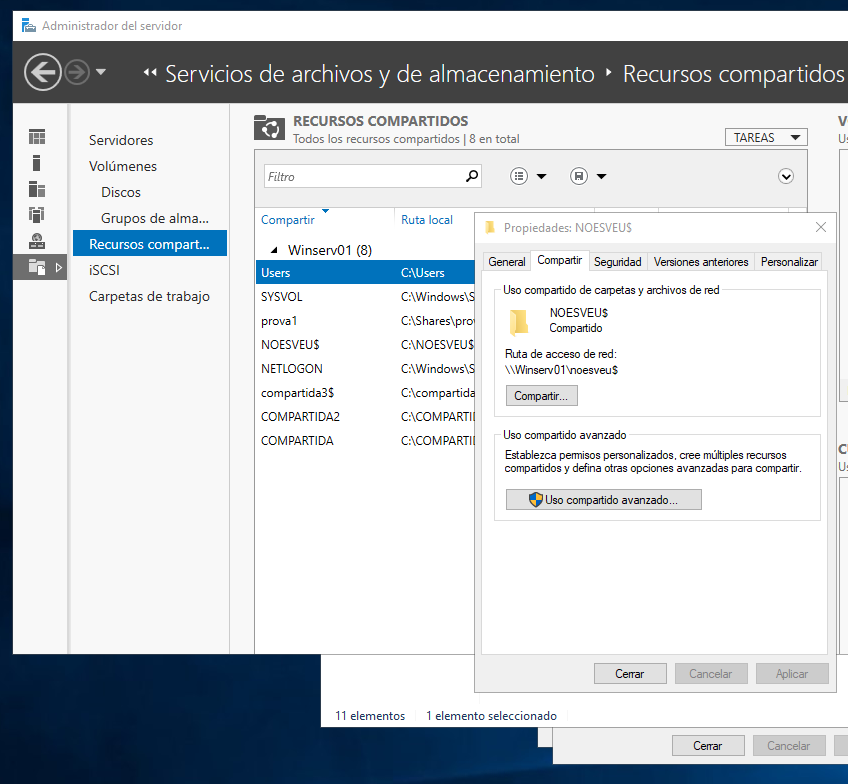 Administrador del servidor
Servicios de archivos y de almacenamiento
Recursos compartidos
Servidores
Volúmenes
Discos
Grupos de alma...
Recursos compart...
iSCSI
Carpetas de trabajo
RECURSOS COMPARTIDOS
Todos los recursos compartidos | 8 en total
TAREAS
Filtro
Compartir Ruta local
Winserv01 (8)
Users C:\Users
SYSVOL C:\Windows\S
prova1 C:\Shares\pro
NOESVEU$ C:\NOESVEU$
NETLOGON C:\Windows\S
compartida3$ C:\compartida
COMPARTIDA2 C:\COMPARTI
COMPARTIDA C:\COMPARTI
Propiedades: NOESVEU$
General Compartir Seguridad Versiones anteriores Personalizar
Uso compartido de carpetas y archivos de red
NOESVEU$
Compartido
Ruta de acceso de red:
\\Winserv01\noesveu$
Compartir...
Uso compartido avanzado
Establezca permisos personalizados, cree múltiples recursos
compartidos y defina otras opciones avanzadas para compartir.
Uso compartido avanzado...
Cerrar Cancelar Aplicar
11 elementos 1 elemento seleccionado
Cerrar Cancelar